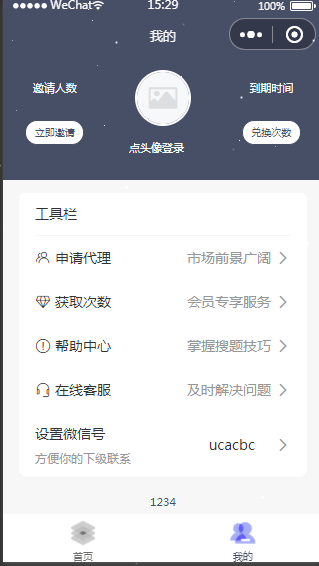 WeChat 15:29 100%
我的
邀请人数 到期时间
立即邀请 兑换次数
点头像登录
工具栏
申请代理 市场前景广阔
获取次数 会员专享服务
帮助中心 掌握搜题技巧
在线客服 及时解决问题
设置微信号 ucacbc
方便你的下级联系
1234
首页 我的